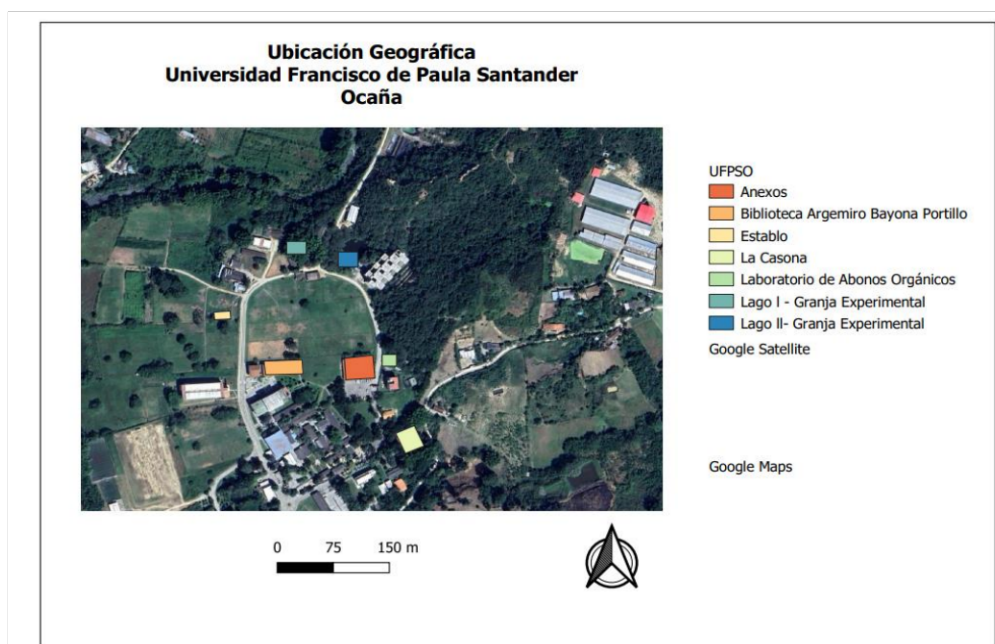 Ubicación Geográfica
Universidad Francisco de Paula Santander
Ocaña
UFPSO
Anexos
Biblioteca Argemiro Bayona Portillo
Establo
La Casona
Laboratorio de Abonos Orgánicos
Lago I - Granja Experimental
Lago II- Granja Experimental
Google Satellite
Google Maps
0 75 150 m